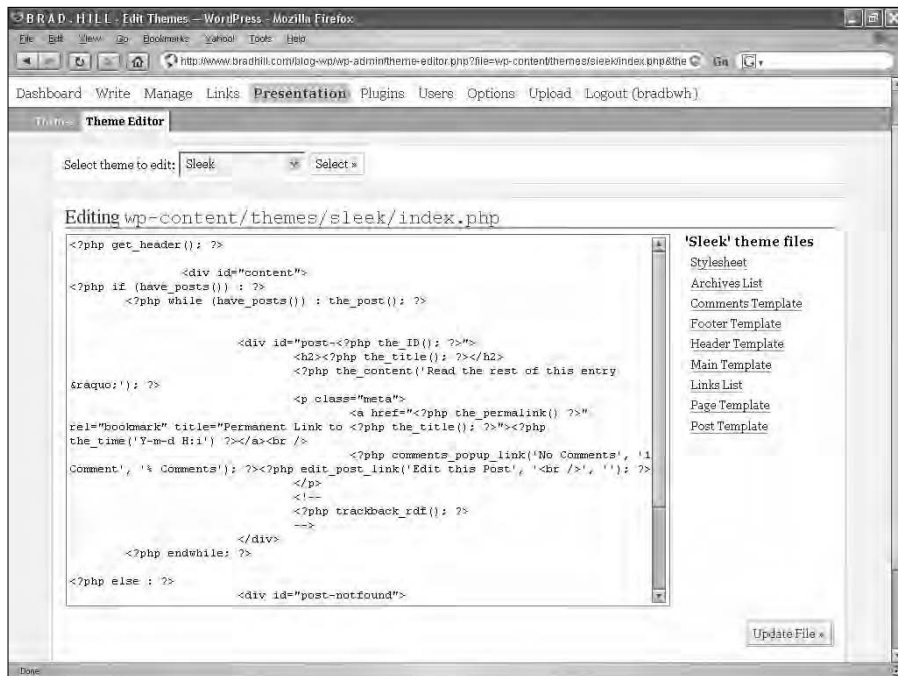 BRAD.HILL - Edit Themes — WordPress - Mozilla Firefox
File Edit View Go Bookmarks Yahoo! Tools Help
http://www.bradhill.com/blog-wp/wp-admin/theme-editor.php?file=wp-content/themes/sleek/index.php&the Go
Dashboard Write Manage Links Presentation Plugins Users Options Upload Logout (bradbwh)
Themes Theme Editor
Select theme to edit: Sleek Select »
Editing wp-content/themes/sleek/index.php
<?php get_header(); ?>
<div id="content">
<?php if (have_posts()) : ?>
<?php while (have_posts()) : the_post(); ?>
<div id="post-<?php the_ID(); ?>">
<h2><?php the_title(); ?></h2>
<?php the_content('Read the rest of this entry
&raquo;'); ?>
<p class="meta">
<a href="<?php the_permalink() ?>"
rel="bookmark" title="Permanent Link to <?php the_title(); ?>"><?php
the_time('Y-m-d H:i') ?></a><br />
<?php comments_popup_link('No Comments', '1
Comment', '% Comments'); ?><?php edit_post_link('Edit this Post', '<br />', ''); ?>
</p>
<!--
<?php trackback_rdf(); ?>
-->
</div>
<?php endwhile; ?>
<?php else : ?>
<div id="post-notfound">
'Sleek' theme files
Stylesheet
Archives List
Comments Template
Footer Template
Header Template
Main Template
Links List
Page Template
Post Template
Update File »
Done